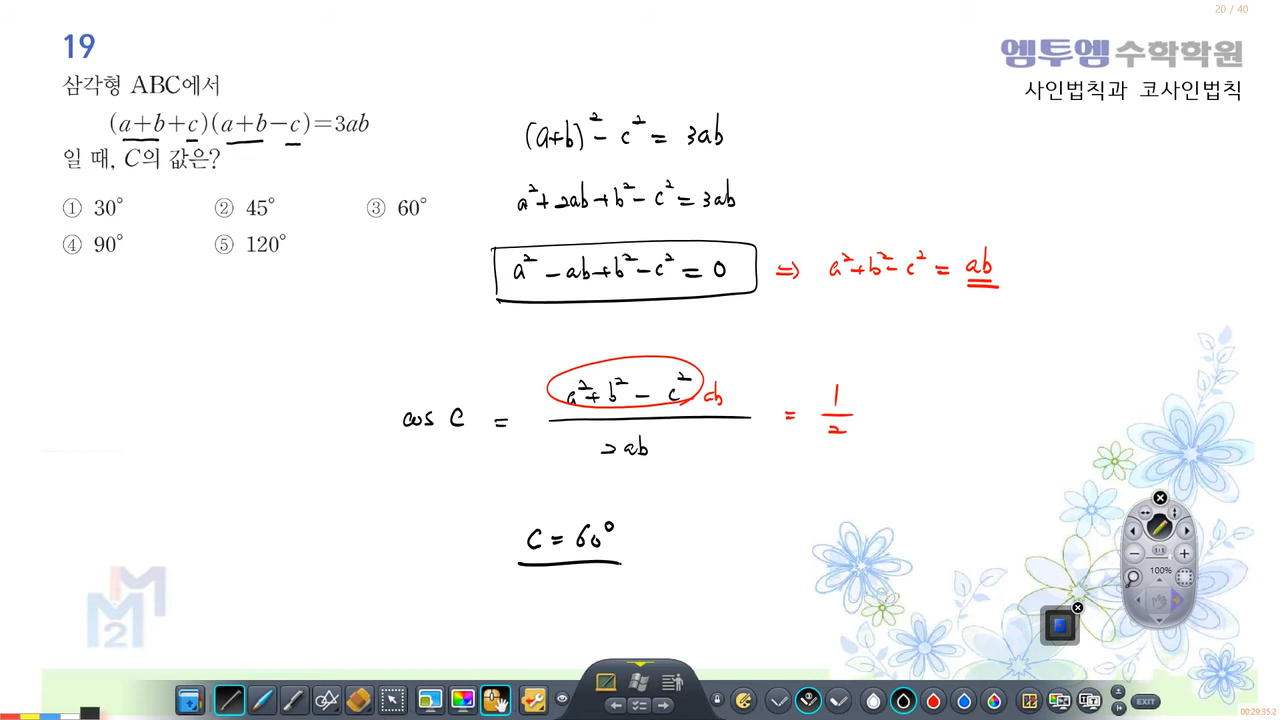 20 / 40
19
엠투엠수학학원
사인법칙과 코사인법칙
삼각형 ABC에서
(a+b+c)(a+b−c)=3ab
일 때, C의 값은?
① 30° ② 45° ③ 60°
④ 90° ⑤ 120°
(a+b)² − c² = 3ab
a² + 2ab + b² − c² = 3ab
a² − ab + b² − c² = 0 ⇒ a² + b² − c² = ab
cos C = a² + b² − c² ab / 2ab = 1/2
C = 60°
M M 2
1:1
100%
EXIT
00:29:35.2